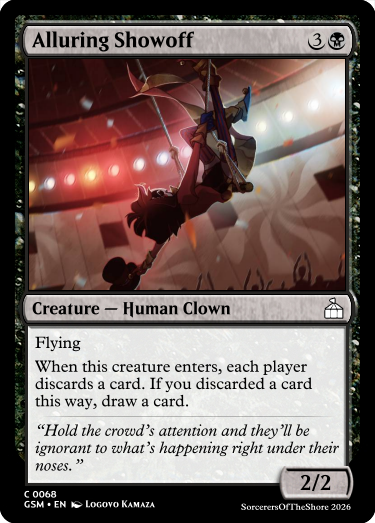 Alluring Showoff 3
Creature — Human Clown
Flying
When this creature enters, each player
discards a card. If you discarded a card
this way, draw a card.
“Hold the crowd’s attention and they’ll be
ignorant to what’s happening right under their
noses.”
2/2
C 0068
GSM • EN Logovo Kamaza
SorcerersOfTheShore 2026